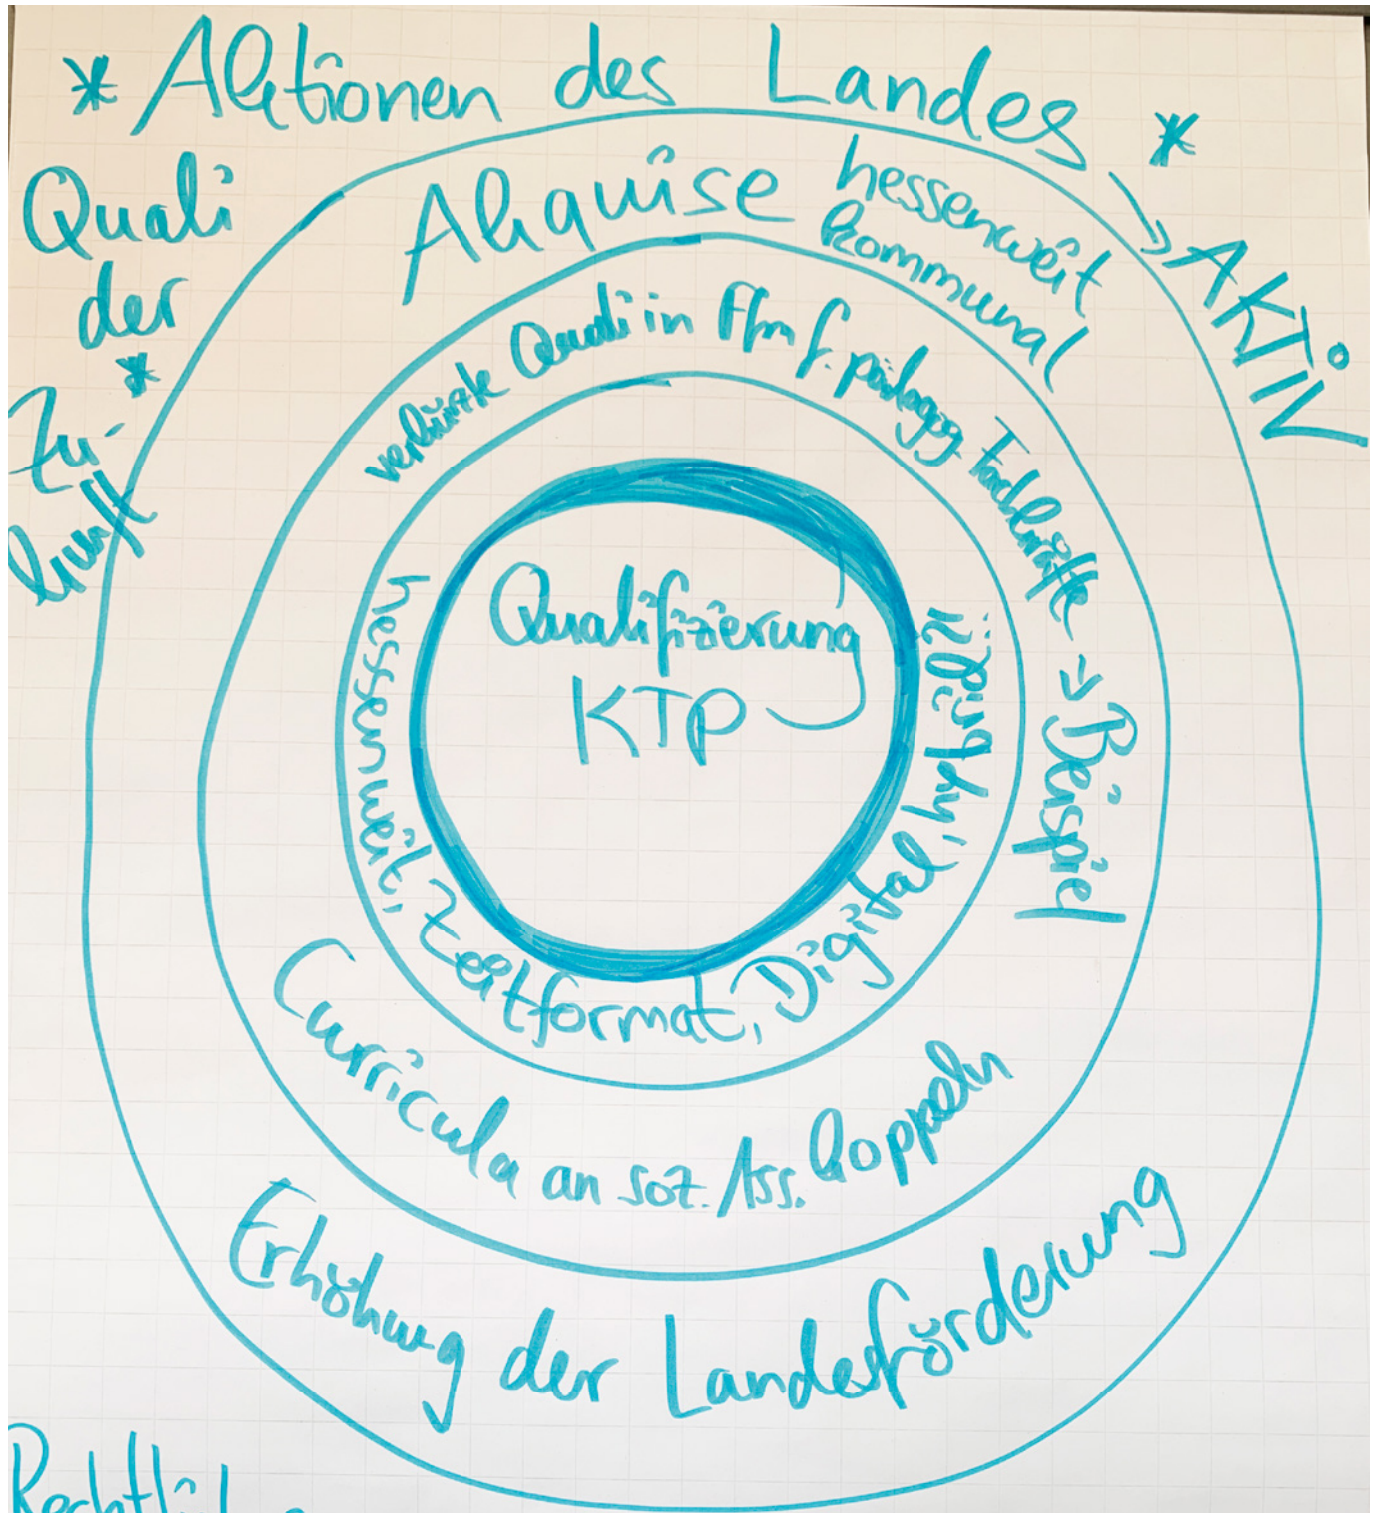 * Aktionen des Landes *
→ AKTiV
Quali
der
*
Zu-
kunft
Akquise hessenweit
kommunal
verkürzte Quali in Ffm f. pädagog. Fachkräfte → Beispiel
hessenweit, Zeitformat, Digital, hybrid,
Qualifizierung
KTP
Curricula an soz. Ass. koppeln
Erhöhung der Landesförderung